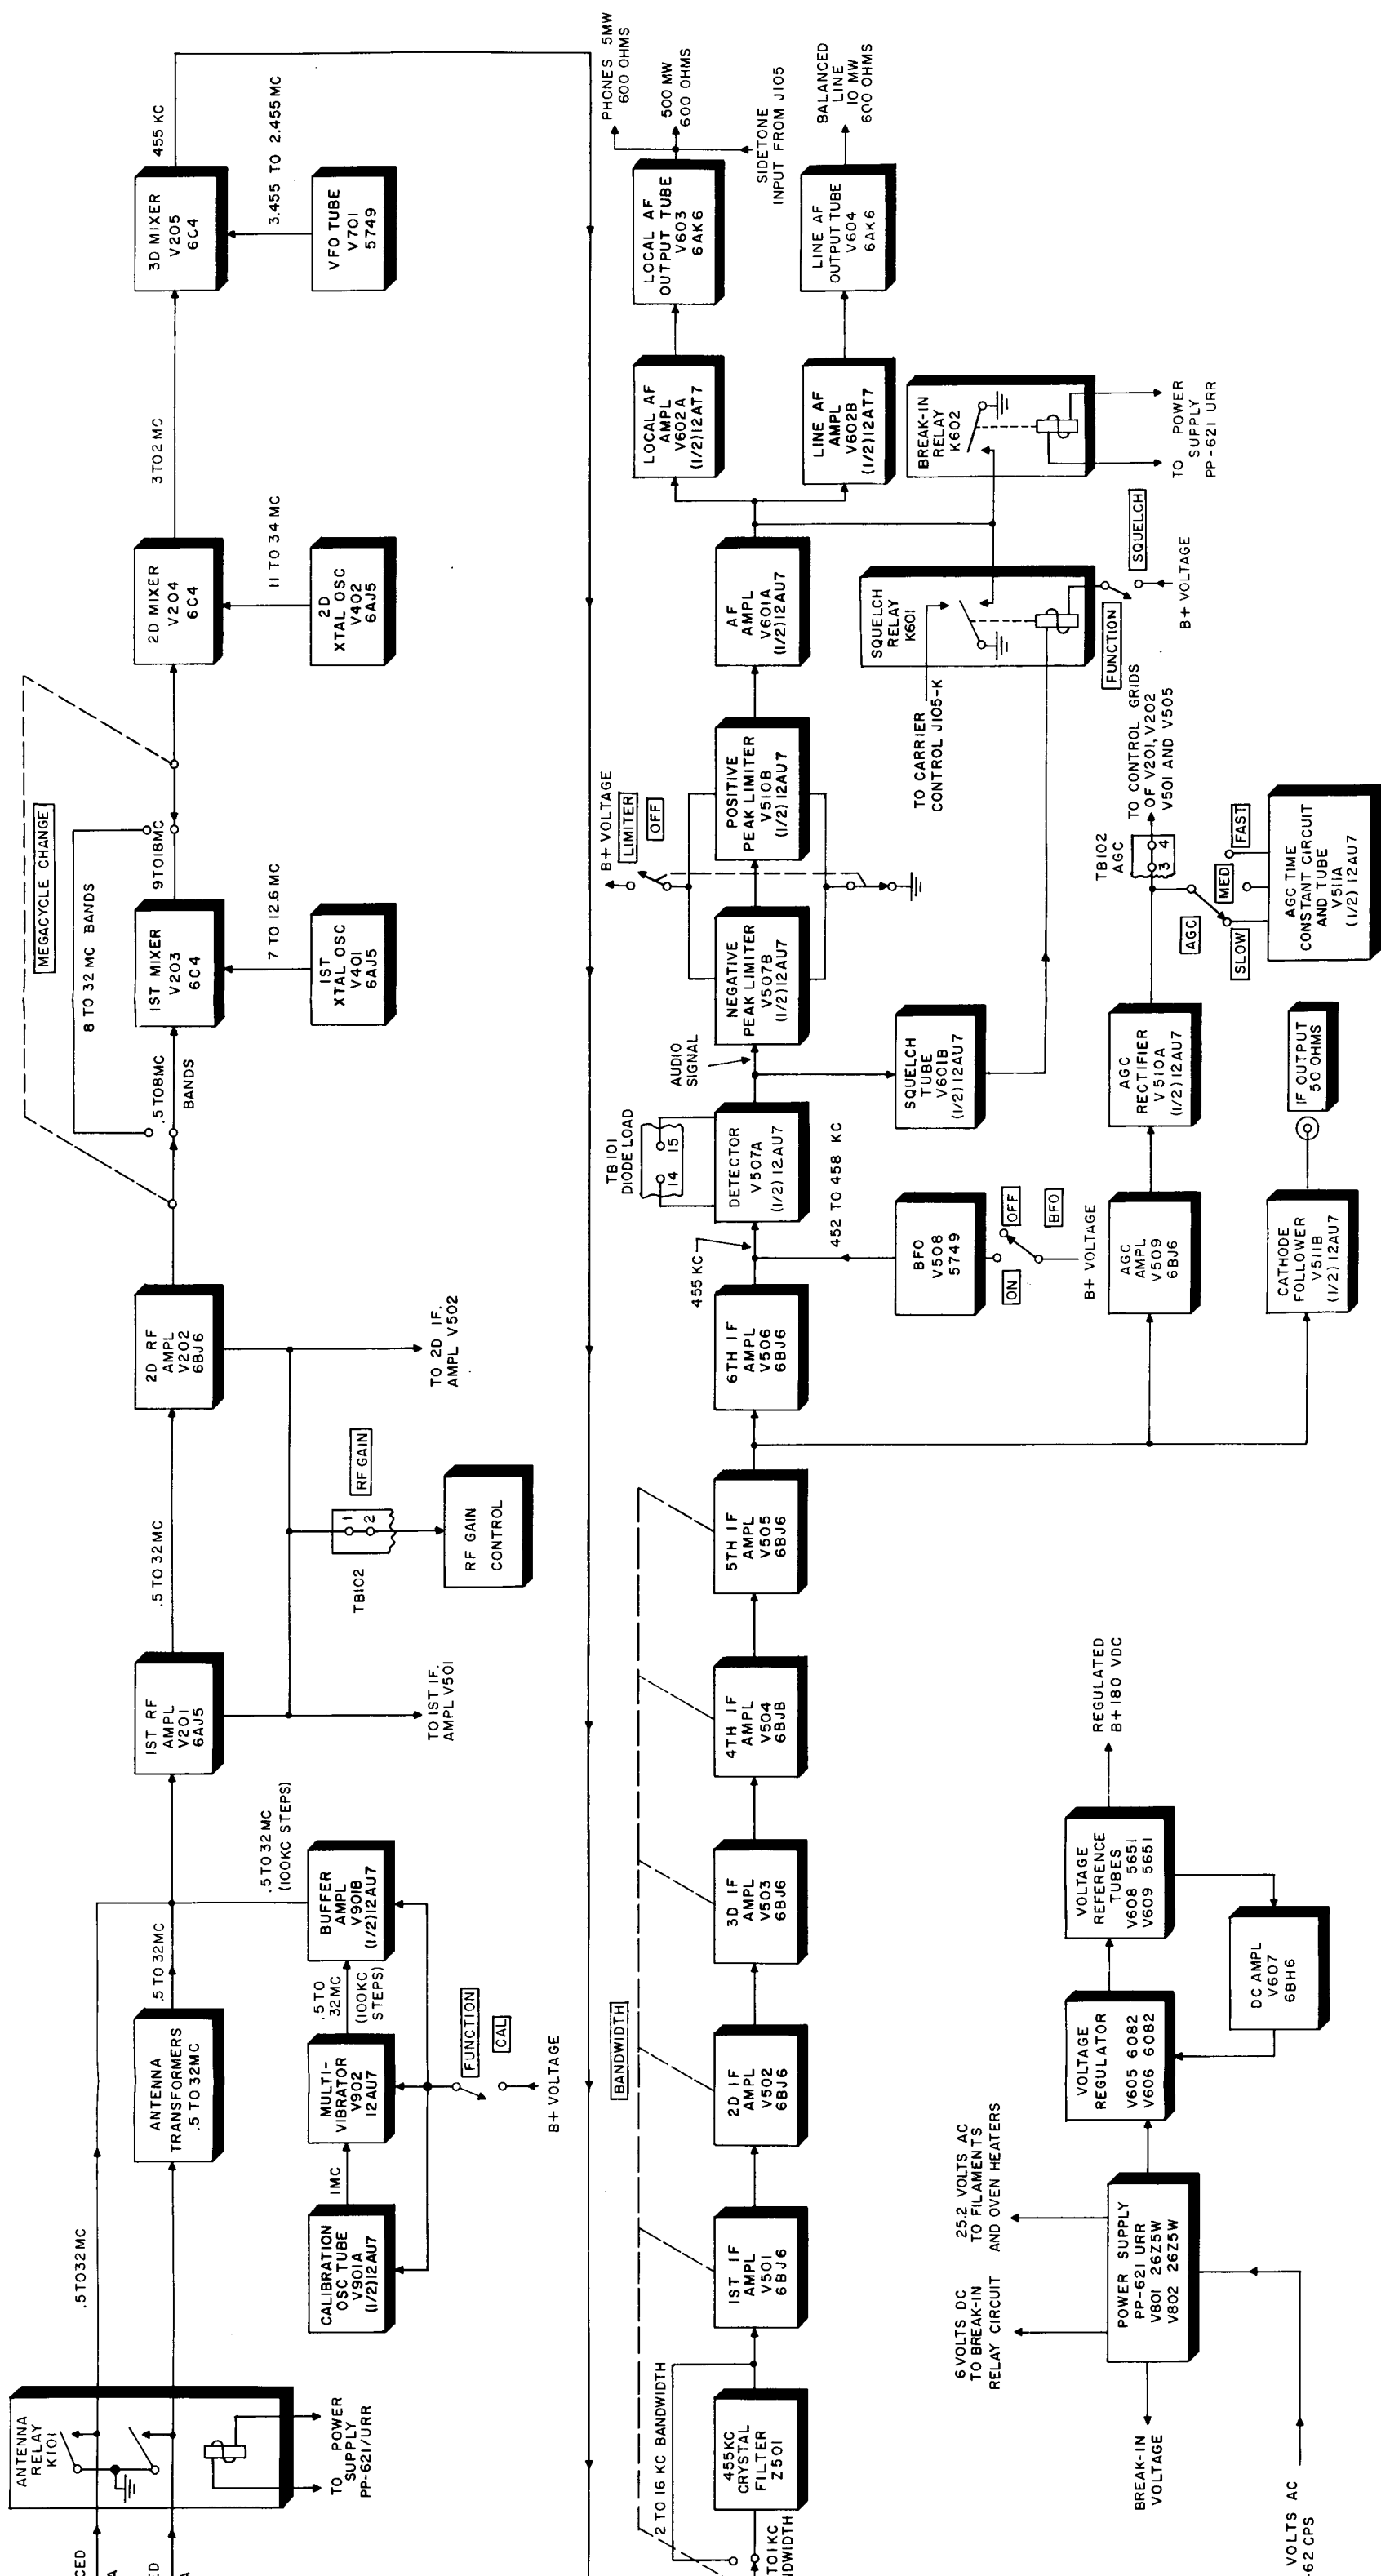 ANTENNA
RELAY
K101
TO POWER
SUPPLY
PP-621/URR
.5TO32MC
ANTENNA
TRANSFORMERS
.5 TO 32MC
.5 TO 32MC
CALIBRATION
OSC TUBE
V901A
(1/2)12AU7
1MC
MULTI-
VIBRATOR
V902
12AU7
.5 TO
32MC
(100KC
STEPS)
BUFFER
AMPL
V901B
(1/2)12AU7
.5TO32MC
(100KC STEPS)
FUNCTION
CAL
B+ VOLTAGE
1ST RF
AMPL
V201
6AJ5
TO 1ST IF.
AMPL V501
.5 TO 32MC
TB102
1
2
RF GAIN
RF GAIN
CONTROL
2D RF
AMPL
V202
6BJ6
TO 2D IF.
AMPL V502
MEGACYCLE CHANGE
8 TO 32 MC BANDS
.5TO8MC
BANDS
1ST MIXER
V203
6C4
9TO18MC
7 TO 12.6 MC
1ST
XTAL OSC
V401
6AJ5
2D MIXER
V204
6C4
11 TO 34 MC
2D
XTAL OSC
V402
6AJ5
3TO2 MC
3D MIXER
V205
6C4
455 KC
3.455 TO 2.455MC
VFO TUBE
V701
5749
2 TO 16 KC BANDWIDTH
455KC
CRYSTAL
FILTER
Z501
BANDWIDTH
1ST IF
AMPL
V501
6BJ6
2D IF
AMPL
V502
6BJ6
3D IF
AMPL
V503
6BJ6
4TH IF
AMPL
V504
6BJB
5TH IF
AMPL
V505
6BJ6
6TH IF
AMPL
V506
6BJ6
455 KC
452 TO 458 KC
BFO
V508
5749
ON
OFF
BFO
B+ VOLTAGE
TB101
DIODE LOAD
14 15
DETECTOR
V507A
(1/2) 12AU7
AUDIO
SIGNAL
NEGATIVE
PEAK LIMITER
V507B
(1/2)12AU7
B+ VOLTAGE
LIMITER
OFF
POSITIVE
PEAK LIMITER
V510B
(1/2) 12AU7
AF
AMPL
V601A
(1/2)12AU7
LOCAL AF
AMPL
V602A
(1/2)12AT7
LOCAL AF
OUTPUT TUBE
V603
6AK6
PHONES 5MW
600 OHMS
500 MW
600 OHMS
SIDETONE
INPUT FROM J105
LINE AF
AMPL
V602B
(1/2)12AT7
LINE AF
OUTPUT TUBE
V604
6AK6
BALANCED
LINE
10 MW
600 OHMS
BREAK-IN
RELAY
K602
TO POWER
SUPPLY
PP-621 URR
SQUELCH
RELAY
K601
TO CARRIER
CONTROL J105-K
FUNCTION
SQUELCH
B+ VOLTAGE
SQUELCH
TUBE
V601B
(1/2)12AU7
AGC
AMPL
V509
6BJ6
AGC
RECTIFIER
V510A
(1/2)12AU7
TB102
AGC
3 4
TO CONTROL GRIDS
OF V201, V202
V501 AND V505
AGC
SLOW
MED
FAST
AGC TIME
CONSTANT CIRCUIT
AND TUBE
V511A
(1/2) 12AU7
CATHODE
FOLLOWER
V511B
(1/2)12AU7
IF OUTPUT
50 OHMS
6 VOLTS DC
TO BREAK-IN
RELAY CIRCUIT
25.2 VOLTS AC
TO FILAMENTS
AND OVEN HEATERS
BREAK-IN
VOLTAGE
POWER SUPPLY
PP-621 URR
V801 26Z5W
V802 26Z5W
VOLTS AC
VOLTAGE
REGULATOR
V605 6082
V606 6082
VOLTAGE
REFERENCE
TUBES
V608 5651
V609 5651
REGULATED
B+180 VDC
DC AMPL
V607
6BH6